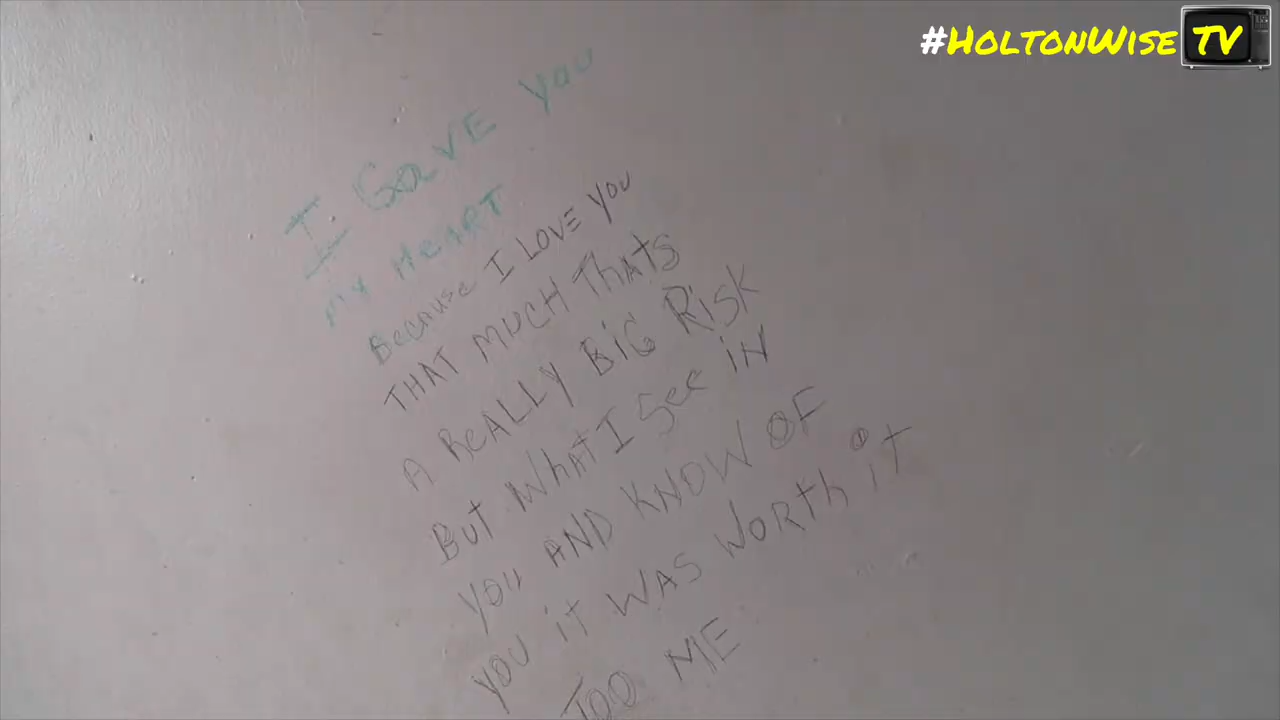 #HoltonWise TV
I GOLVE YOU
MY HEART
BeCAUSe I LOVE YOU
THAT MUCH ThATS
A ReALLY BiG RiSK
BUT WhAT I See iN
YOU AND KNOW OF
YOU iT WAS WORTh iT
TOO ME